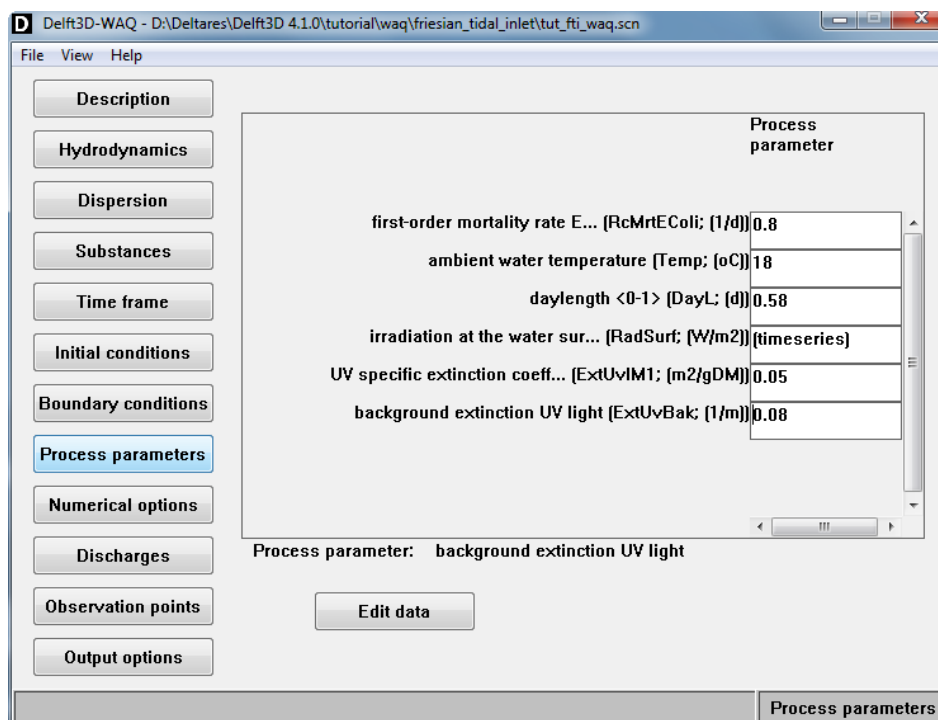 D Delft3D-WAQ - D:\Deltares\Delft3D 4.1.0\tutorial\waq\friesian_tidal_inlet\tut_fti_waq.scn
File View Help
Description
Hydrodynamics
Dispersion
Substances
Time frame
Initial conditions
Boundary conditions
Process parameters
Numerical options
Discharges
Observation points
Output options
Process
parameter
first-order mortality rate E... (RcMrtEColi; (1/d)) 0.8
ambient water temperature (Temp; (oC)) 18
daylength <0-1> (DayL; (d)) 0.58
irradiation at the water sur... (RadSurf; (W/m2)) (timeseries)
UV specific extinction coeff... (ExtUvIM1; (m2/gDM)) 0.05
background extinction UV light (ExtUvBak; (1/m)) 0.08
Process parameter: background extinction UV light
Edit data
Process parameters